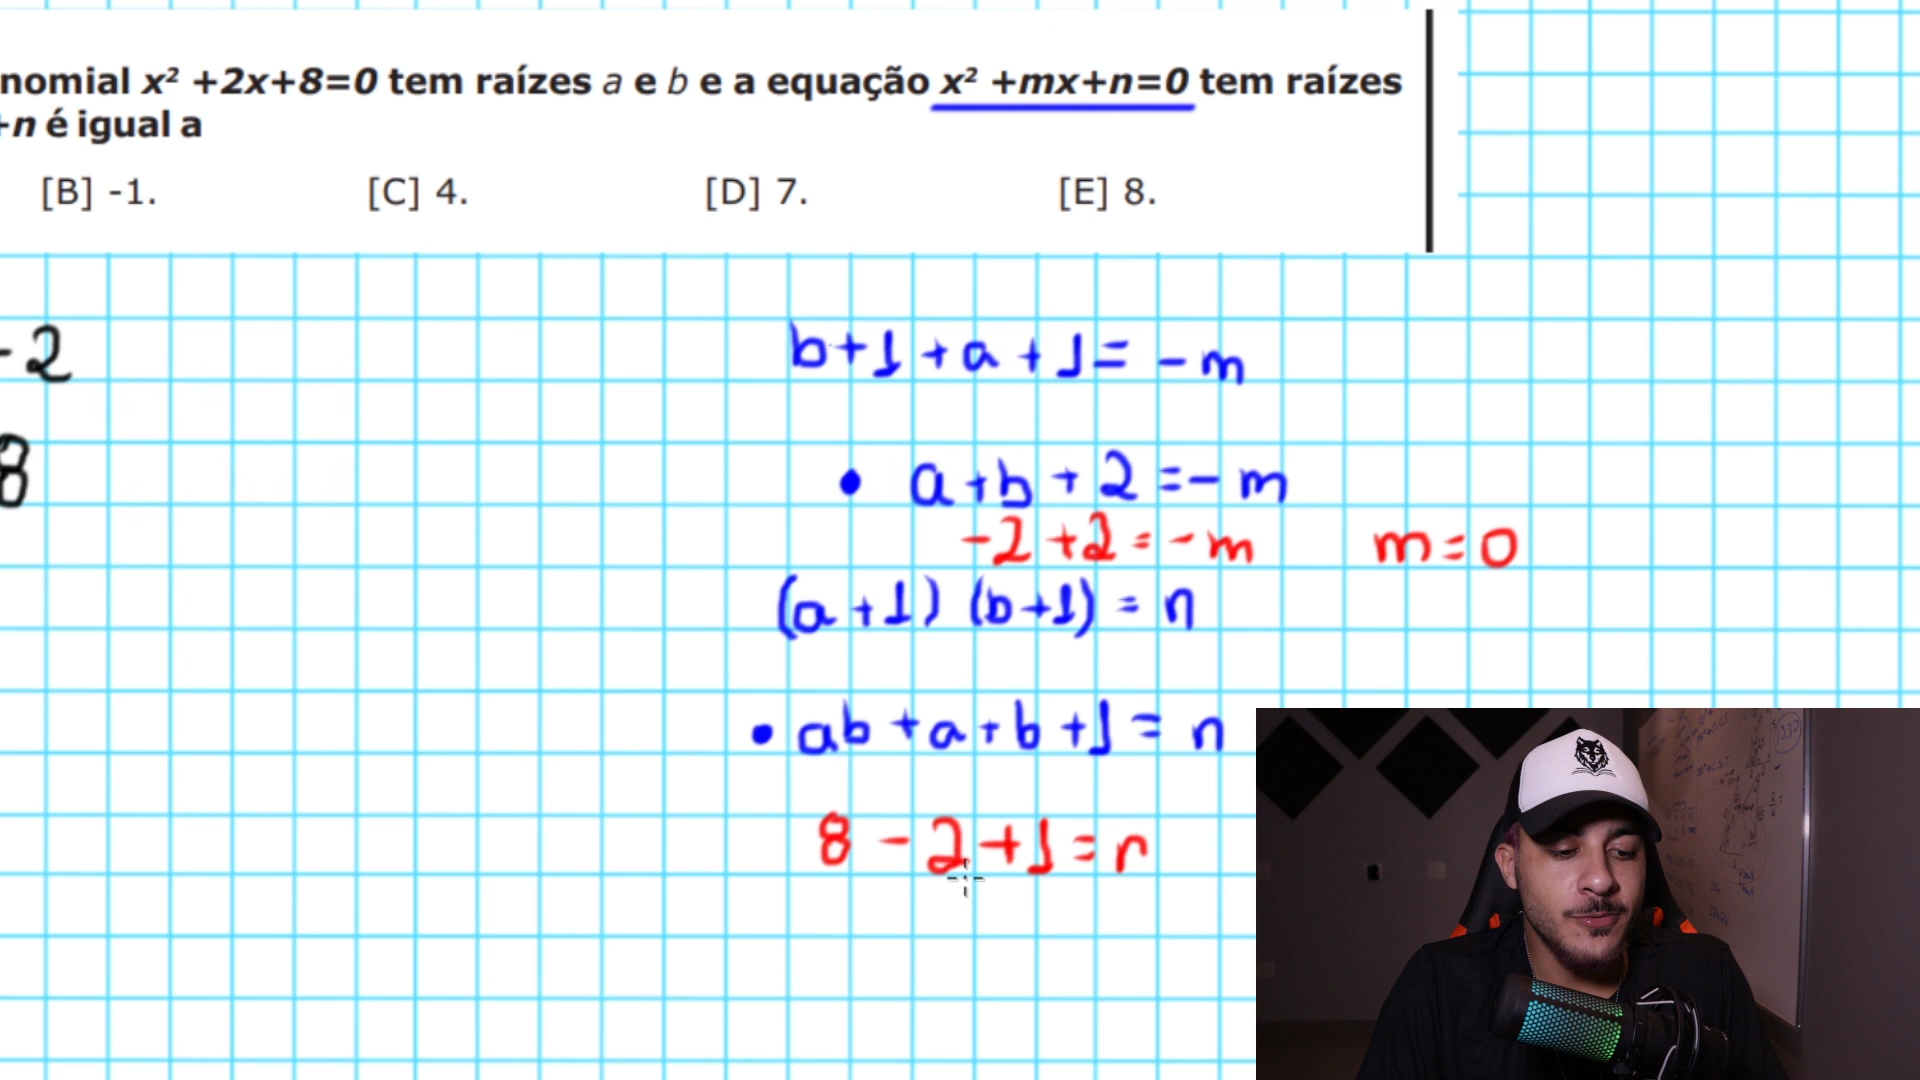 nomial x² +2x+8=0 tem raízes a e b e a equação x² +mx+n=0 tem raízes
+n é igual a
[B] -1. [C] 4. [D] 7. [E] 8.
-2
8
b+1+a+1=-m
• a+b+2=-m
-2+2=-m m=0
(a+1)(b+1)=n
• ab+a+b+1=n
8-2+1=n